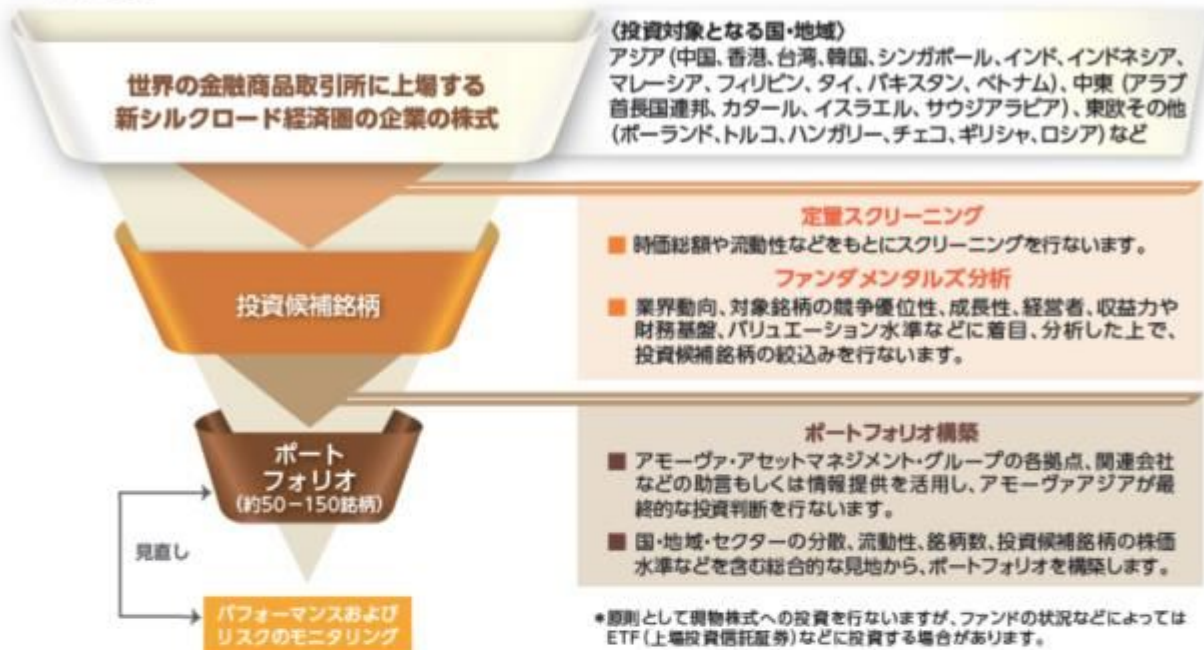 世界の金融商品取引所に上場する
新シルクロード経済圏の企業の株式
〈投資対象となる国・地域〉
アジア(中国、香港、台湾、韓国、シンガポール、インド、インドネシア、
マレーシア、フィリピン、タイ、パキスタン、ベトナム)、中東(アラブ
首長国連邦、カタール、イスラエル、サウジアラビア)、東欧その他
(ポーランド、トルコ、ハンガリー、チェコ、ギリシャ、ロシア)など
定量スクリーニング
■ 時価総額や流動性などをもとにスクリーニングを行ないます。
ファンダメンタルズ分析
■ 業界動向、対象銘柄の競争優位性、成長性、経営者、収益力や
財務基盤、バリュエーション水準などに着目、分析した上で、
投資候補銘柄の絞込みを行ないます。
投資候補銘柄
ポートフォリオ構築
■ アモーヴァ・アセットマネジメント・グループの各拠点、関連会社
などの助言もしくは情報提供を活用し、アモーヴァアジアが最
終的な投資判断を行ないます。
■ 国・地域・セクターの分散、流動性、銘柄数、投資候補銘柄の株価
水準などを含む総合的な見地から、ポートフォリオを構築します。
ポート
フォリオ
(約50-150銘柄)
見直し
パフォーマンスおよび
リスクのモニタリング
*原則として現物株式への投資を行ないますが、ファンドの状況などによっては
ETF(上場投資信託証券)などに投資する場合があります。